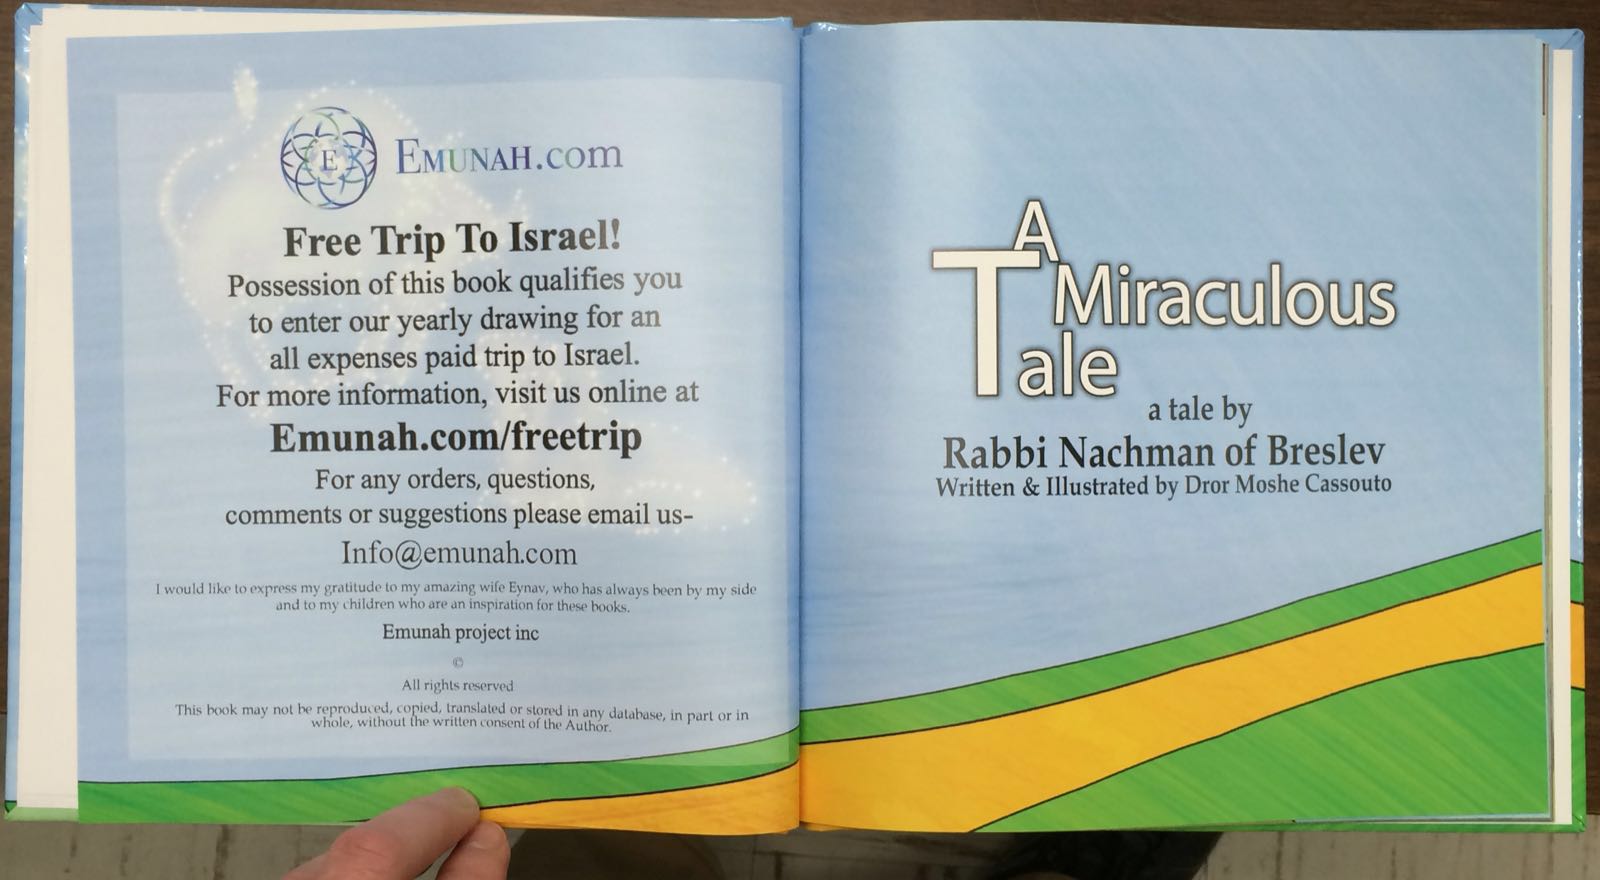 E
EMUNAH.com
Free Trip To Israel!
Possession of this book qualifies you
to enter our yearly drawing for an
all expenses paid trip to Israel.
For more information, visit us online at
Emunah.com/freetrip
For any orders, questions,
comments or suggestions please email us-
Info@emunah.com
I would like to express my gratitude to my amazing wife Eynav, who has always been by my side
and to my children who are an inspiration for these books.
Emunah project inc
©
All rights reserved
This book may not be reproduced, copied, translated or stored in any database, in part or in
whole, without the written consent of the Author.
A
Miraculous
Tale
a tale by
Rabbi Nachman of Breslev
Written & Illustrated by Dror Moshe Cassouto